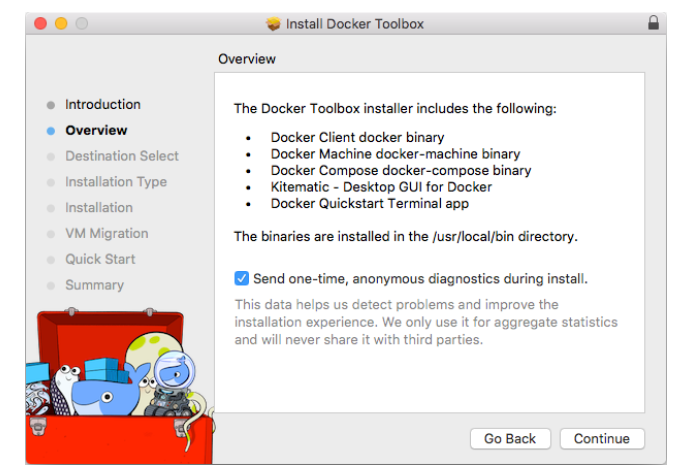 Install Docker Toolbox
Overview
Introduction
Overview
Destination Select
Installation Type
Installation
VM Migration
Quick Start
Summary
The Docker Toolbox installer includes the following:
• Docker Client docker binary
• Docker Machine docker-machine binary
• Docker Compose docker-compose binary
• Kitematic - Desktop GUI for Docker
• Docker Quickstart Terminal app
The binaries are installed in the /usr/local/bin directory.
Send one-time, anonymous diagnostics during install.
This data helps us detect problems and improve the
installation experience. We only use it for aggregate statistics
and will never share it with third parties.
Go Back
Continue